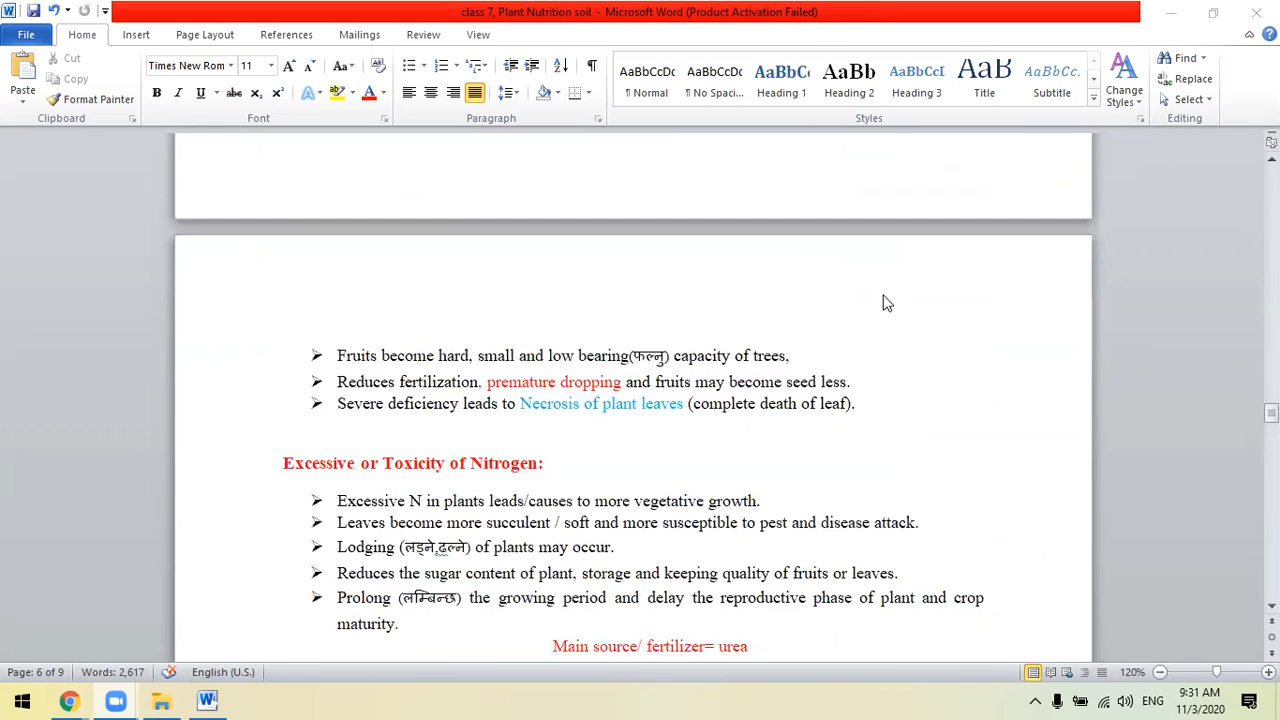 class 7, Plant Nutrition soil - Microsoft Word (Product Activation Failed)
File Home Insert Page Layout References Mailings Review View
Paste
Cut
Copy
Format Painter
Clipboard
Times New Rom 11
Font
Paragraph
AaBbCcDc AaBbCcDc AaBbCc AaBb AaBbCcI AaB AaBbCc.
¶ Normal ¶ No Spaci... Heading 1 Heading 2 Heading 3 Title Subtitle
Change Styles
Styles
Find
Replace
Select
Editing
➢ Fruits become hard, small and low bearing(फल्नु) capacity of trees,
➢ Reduces fertilization, premature dropping and fruits may become seed less.
➢ Severe deficiency leads to Necrosis of plant leaves (complete death of leaf).
Excessive or Toxicity of Nitrogen:
➢ Excessive N in plants leads/causes to more vegetative growth.
➢ Leaves become more succulent / soft and more susceptible to pest and disease attack.
➢ Lodging (लड्ने,ढल्ने) of plants may occur.
➢ Reduces the sugar content of plant, storage and keeping quality of fruits or leaves.
➢ Prolong (लम्बिन्छ) the growing period and delay the reproductive phase of plant and crop
maturity.
Main source/ fertilizer= urea
Page: 6 of 9 Words: 2,617 English (U.S.) 120%
ENG 9:31 AM
11/3/2020